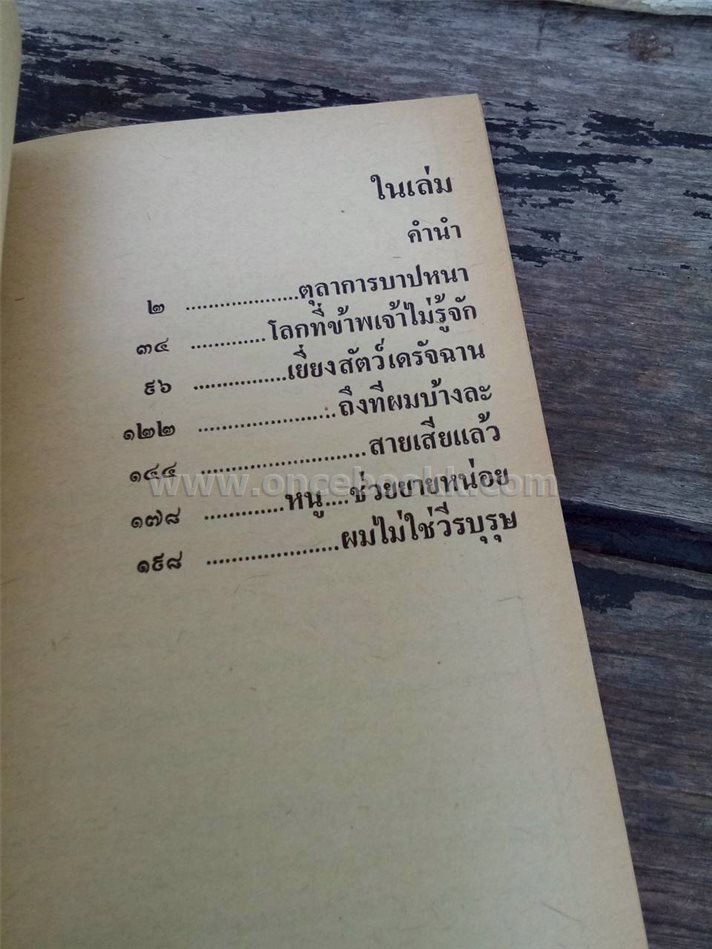 ในเล่ม
คำนำ
๒ .....................ตุลาการบาปหนา
๓๔ ..............โลกที่ข้าพเจ้าไม่รู้จัก
๙๖ .................เยี่ยงสัตว์เดรัจฉาน
๑๒๒ .........................ถึงทีผมบ้างละ
๑๔๔ ..............................สายเสียแล้ว
๑๗๘ ...............หนู....ช่วยยายหน่อย
๑๙๘ .........................ผมไม่ใช่วีรบุรุษ
www.oncebookk.com